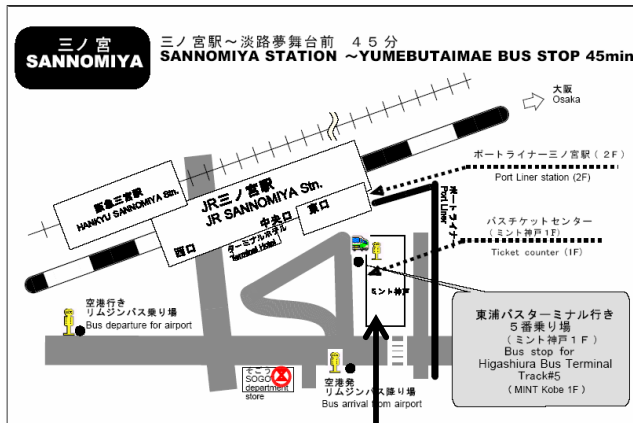 三ノ宮
SANNOMIYA
三ノ宮駅～淡路夢舞台前 ４５分
SANNOMIYA STATION ～YUMEBUTAIMAE BUS STOP 45min
大阪
Osaka
ポートライナー三ノ宮駅（２F）
Port Liner station (2F)
阪急三宮駅
HANKYU SANNOMIYA Stn.
JR三ノ宮駅
JR SANNOMIYA Stn.
中央口
東口
西口
ターミナルホテル
Terminal Hotel
ポートライナー
Port Liner
バスチケットセンター
（ミント神戸１F）
Ticket counter (1F)
ミント神戸
空港行き
リムジンバス乗り場
Bus departure for airport
東浦バスターミナル行き
５番乗り場
（ミント神戸１Ｆ）
Bus stop for
Higashiura Bus Terminal
Track#5
(MINT Kobe 1F)
そごう
SOGO
department
store
空港発
リムジンバス降り場
Bus arrival from airport